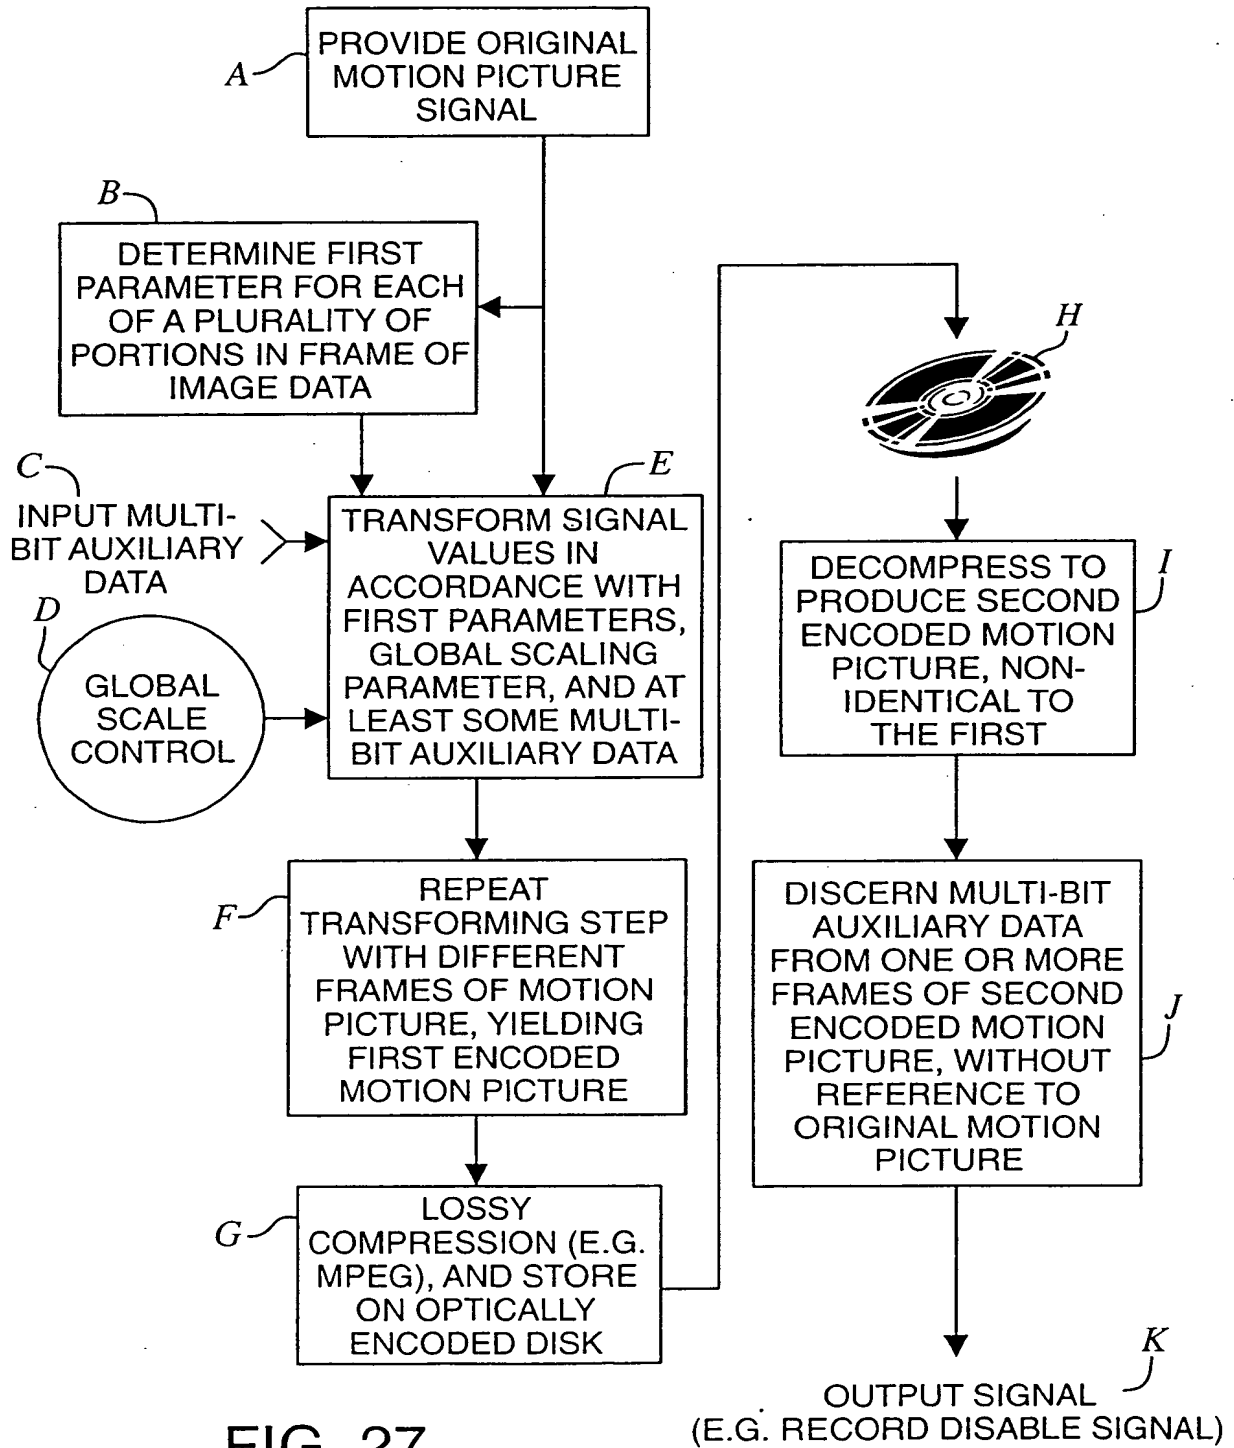 A
PROVIDE ORIGINAL
MOTION PICTURE
SIGNAL
B
DETERMINE FIRST
PARAMETER FOR EACH
OF A PLURALITY OF
PORTIONS IN FRAME OF
IMAGE DATA
C
INPUT MULTI-
BIT AUXILIARY
DATA
D
GLOBAL
SCALE
CONTROL
E
TRANSFORM SIGNAL
VALUES IN
ACCORDANCE WITH
FIRST PARAMETERS,
GLOBAL SCALING
PARAMETER, AND AT
LEAST SOME MULTI-
BIT AUXILIARY DATA
F
REPEAT
TRANSFORMING STEP
WITH DIFFERENT
FRAMES OF MOTION
PICTURE, YIELDING
FIRST ENCODED
MOTION PICTURE
G
LOSSY
COMPRESSION (E.G.
MPEG), AND STORE
ON OPTICALLY
ENCODED DISK
H
I
DECOMPRESS TO
PRODUCE SECOND
ENCODED MOTION
PICTURE, NON-
IDENTICAL TO
THE FIRST
J
DISCERN MULTI-BIT
AUXILIARY DATA
FROM ONE OR MORE
FRAMES OF SECOND
ENCODED MOTION
PICTURE, WITHOUT
REFERENCE TO
ORIGINAL MOTION
PICTURE
K
OUTPUT SIGNAL
(E.G. RECORD DISABLE SIGNAL)
FIG. 27